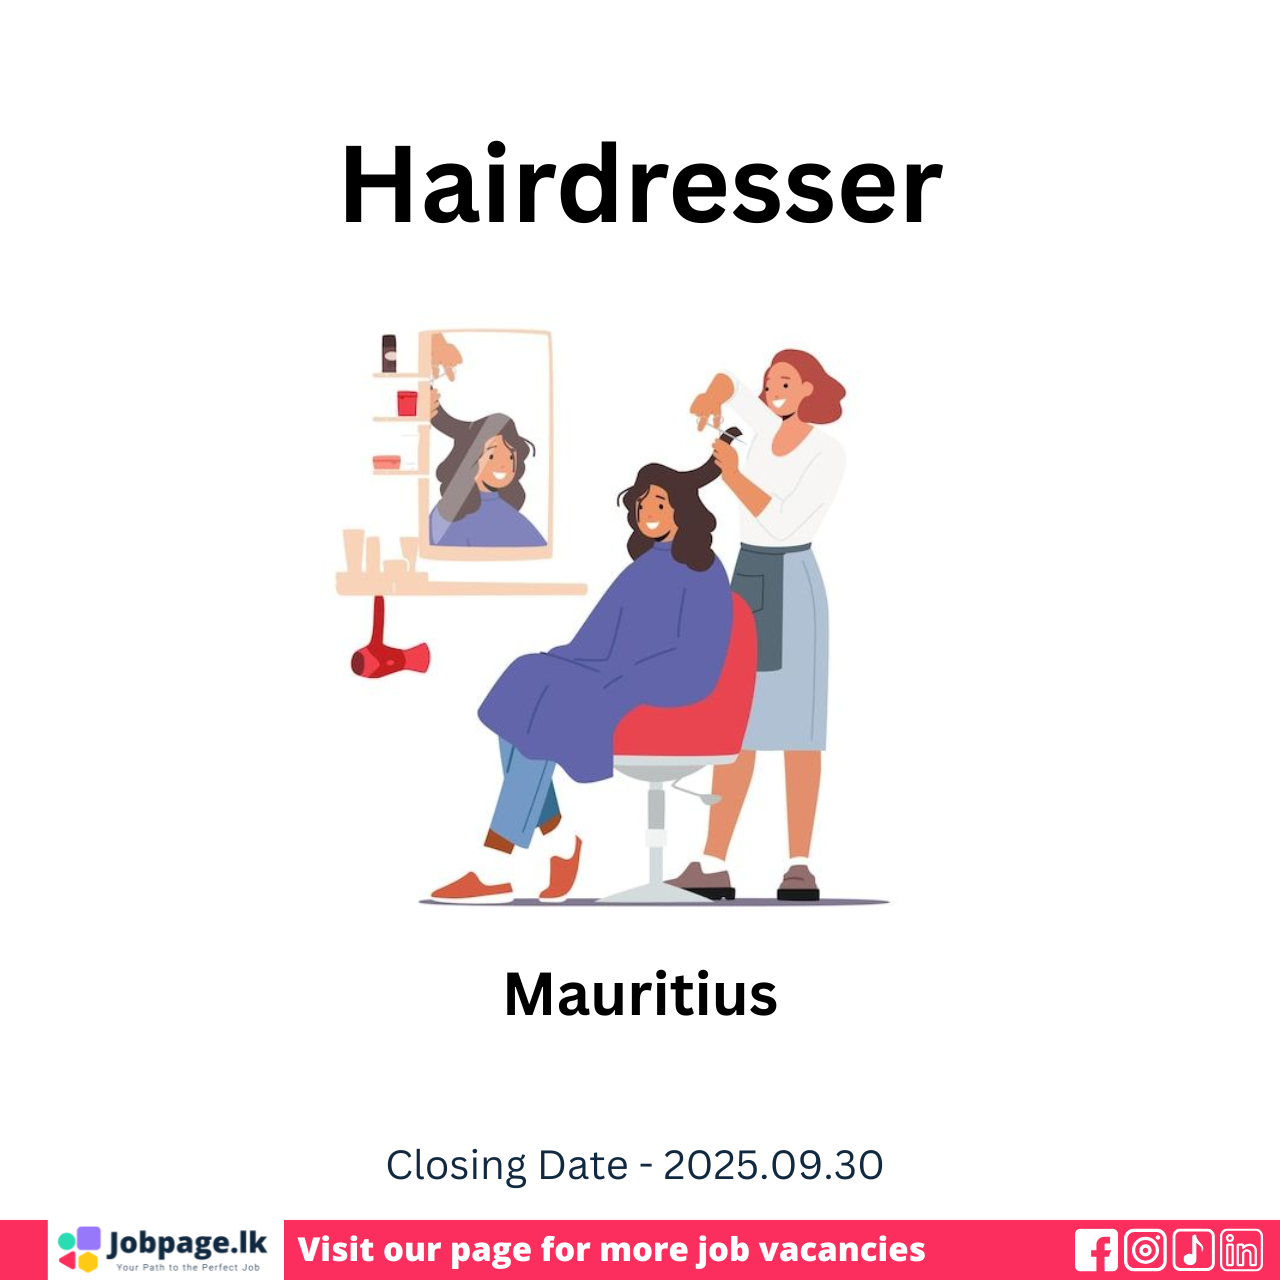 Hairdresser
Mauritius
Closing Date - 2025.09.30
Jobpage.lk
Your Path to the Perfect Job
Visit our page for more job vacancies
in